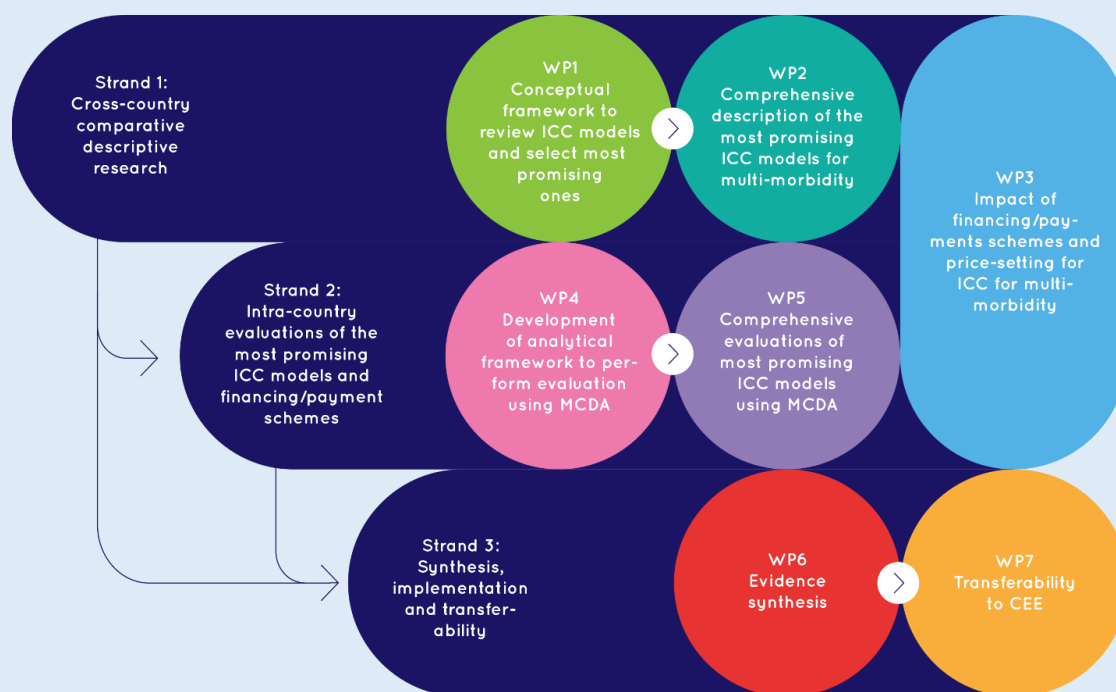 Strand 1:
Cross-country
comparative
descriptive
research
WP1
Conceptual
framework to
review ICC models
and select most
promising
ones
WP2
Comprehensive
description of the
most promising
ICC models for
multi-morbidity
WP3
Impact of
financing/pay-
ments schemes and
price-setting for
ICC for multi-
morbidity
Strand 2:
Intra-country
evaluations of the
most promising
ICC models and
financing/payment
schemes
WP4
Development
of analytical
framework to per-
form evaluation
using MCDA
WP5
Comprehensive
evaluations of
most promising
ICC models
using MCDA
Strand 3:
Synthesis,
implementation
and transfer-
ability
WP6
Evidence
synthesis
WP7
Transferability
to CEE